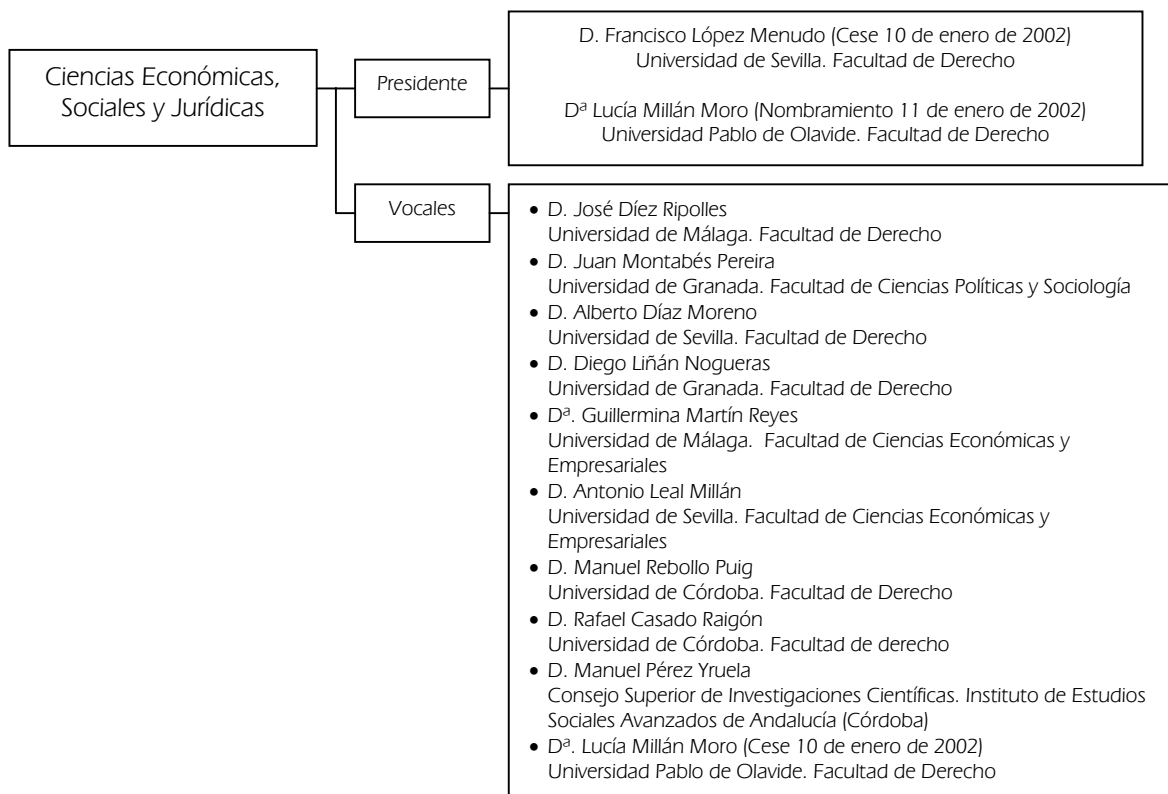 Ciencias Económicas,
Sociales y Jurídicas
Presidente
D. Francisco López Menudo (Cese 10 de enero de 2002)
Universidad de Sevilla. Facultad de Derecho
Dª Lucía Millán Moro (Nombramiento 11 de enero de 2002)
Universidad Pablo de Olavide. Facultad de Derecho
Vocales
• D. José Díez Ripolles
Universidad de Málaga. Facultad de Derecho
• D. Juan Montabés Pereira
Universidad de Granada. Facultad de Ciencias Políticas y Sociología
• D. Alberto Díaz Moreno
Universidad de Sevilla. Facultad de Derecho
• D. Diego Liñán Nogueras
Universidad de Granada. Facultad de Derecho
• Dª. Guillermina Martín Reyes
Universidad de Málaga.  Facultad de Ciencias Económicas y
Empresariales
• D. Antonio Leal Millán
Universidad de Sevilla. Facultad de Ciencias Económicas y
Empresariales
• D. Manuel Rebollo Puig
Universidad de Córdoba. Facultad de Derecho
• D. Rafael Casado Raigón
Universidad de Córdoba. Facultad de derecho
• D. Manuel Pérez Yruela
Consejo Superior de Investigaciones Científicas. Instituto de Estudios
Sociales Avanzados de Andalucía (Córdoba)
• Dª. Lucía Millán Moro (Cese 10 de enero de 2002)
Universidad Pablo de Olavide. Facultad de Derecho